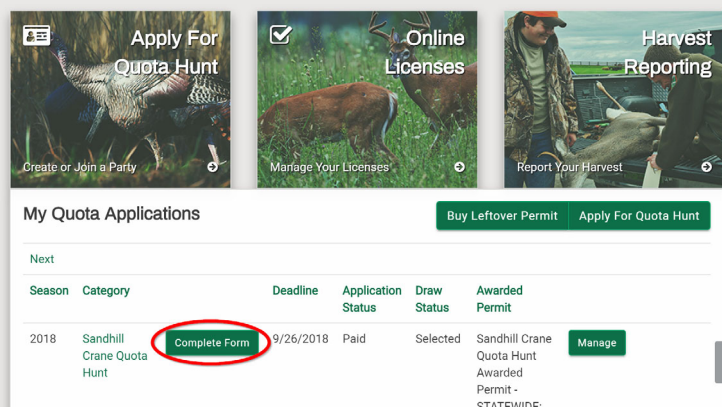 Apply For
Quota Hunt
Create or Join a Party
Online
Licenses
Manage Your Licenses
Harvest
Reporting
Report Your Harvest
My Quota Applications
Buy Leftover Permit
Apply For Quota Hunt
Next
Season Category Deadline Application Status Draw Status Awarded Permit
2018 Sandhill Crane Quota Hunt Complete Form 9/26/2018 Paid Selected Sandhill Crane Quota Hunt Awarded Permit - STATEWIDE: Manage